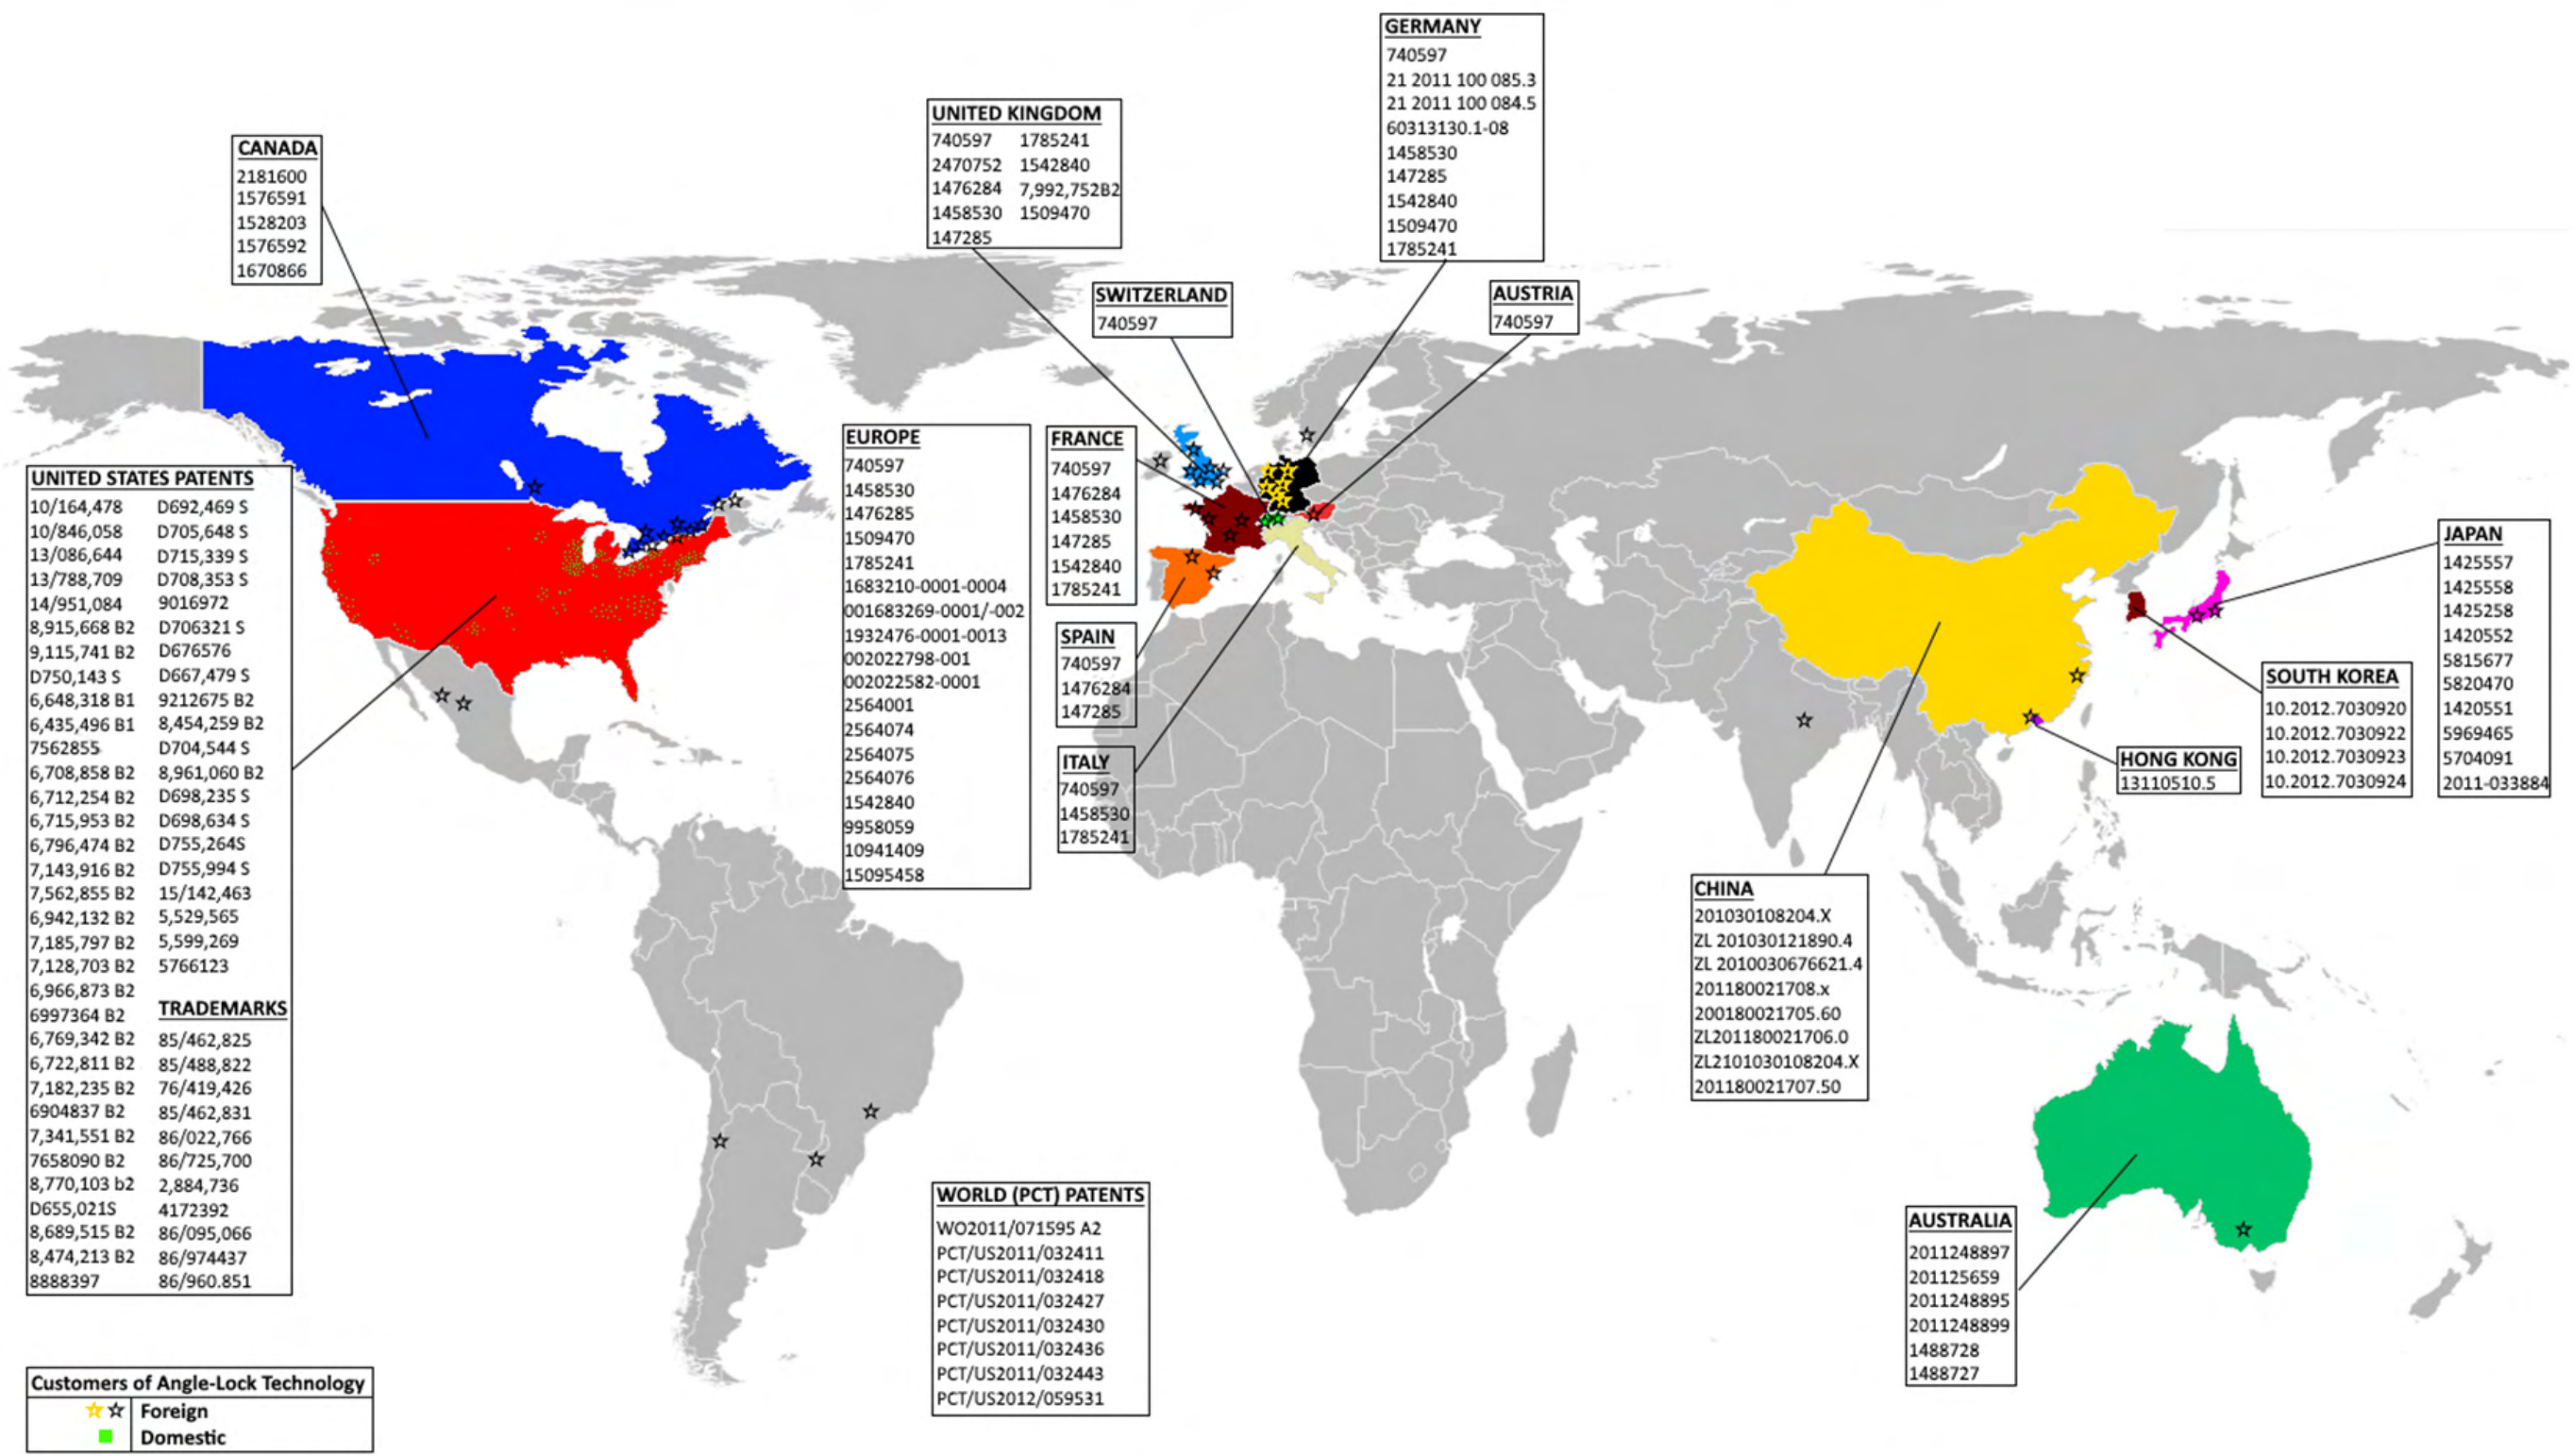 GERMANY
740597
21 2011 100 085.3
21 2011 100 084.5
60313130.1-08
1458530
147285
1542840
1509470
1785241
UNITED KINGDOM
740597 1785241
2470752 1542840
1476284 7,992,752B2
1458530 1509470
147285
CANADA
2181600
1576591
1528203
1576592
1670866
SWITZERLAND
740597
AUSTRIA
740597
EUROPE
740597
1458530
1476285
1509470
1785241
1683210-0001-0004
001683269-0001/-002
1932476-0001-0013
002022798-001
002022582-0001
2564001
2564074
2564075
2564076
1542840
9958059
10941409
15095458
FRANCE
740597
1476284
1458530
147285
1542840
1785241
SPAIN
740597
1476284
147285
ITALY
740597
1458530
1785241
UNITED STATES PATENTS
10/164,478 D692,469 S
10/846,058 D705,648 S
13/086,644 D715,339 S
13/788,709 D708,353 S
14/951,084 9016972
8,915,668 B2 D706321 S
9,115,741 B2 D676576
D750,143 S D667,479 S
6,648,318 B1 9212675 B2
6,435,496 B1 8,454,259 B2
7562855 D704,544 S
6,708,858 B2 8,961,060 B2
6,712,254 B2 D698,235 S
6,715,953 B2 D698,634 S
6,796,474 B2 D755,264S
7,143,916 B2 D755,994 S
7,562,855 B2 15/142,463
6,942,132 B2 5,529,565
7,185,797 B2 5,599,269
7,128,703 B2 5766123
6,966,873 B2
6997364 B2 TRADEMARKS
6,769,342 B2 85/462,825
6,722,811 B2 85/488,822
7,182,235 B2 76/419,426
6904837 B2 85/462,831
7,341,551 B2 86/022,766
7658090 B2 86/725,700
8,770,103 b2 2,884,736
D655,021S 4172392
8,689,515 B2 86/095,066
8,474,213 B2 86/974437
8888397 86/960.851
JAPAN
1425557
1425558
1425258
1420552
5815677
5820470
1420551
5969465
5704091
2011-033884
SOUTH KOREA
10.2012.7030920
10.2012.7030922
10.2012.7030923
10.2012.7030924
HONG KONG
13110510.5
CHINA
201030108204.X
ZL 201030121890.4
ZL 2010030676621.4
201180021708.x
200180021705.60
ZL201180021706.0
ZL2101030108204.X
201180021707.50
WORLD (PCT) PATENTS
WO2011/071595 A2
PCT/US2011/032411
PCT/US2011/032418
PCT/US2011/032427
PCT/US2011/032430
PCT/US2011/032436
PCT/US2011/032443
PCT/US2012/059531
AUSTRALIA
2011248897
201125659
2011248895
2011248899
1488728
1488727
Customers of Angle-Lock Technology
Foreign
Domestic